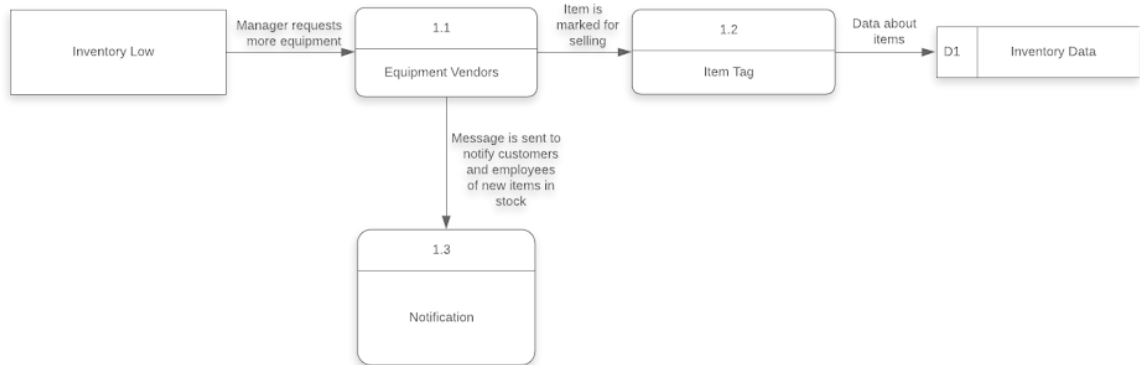 Inventory Low
Manager requests
more equipment
1.1
Equipment Vendors
Item is
marked for
selling
1.2
Item Tag
Data about
items
D1
Inventory Data
Message is sent to
notify customers
and employees
of new items in
stock
1.3
Notification